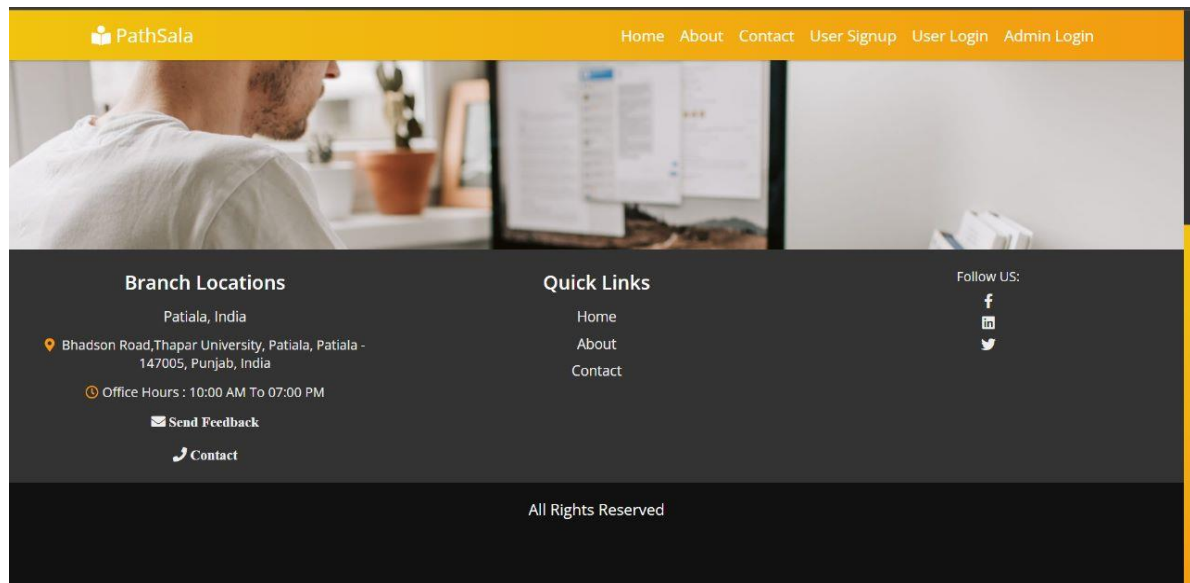 PathSala
Home About Contact User Signup User Login Admin Login
Branch Locations
Patiala, India
Bhadson Road,Thapar University, Patiala, Patiala -
147005, Punjab, India
Office Hours : 10:00 AM To 07:00 PM
Send Feedback
Contact
Quick Links
Home
About
Contact
Follow US:
All Rights Reserved